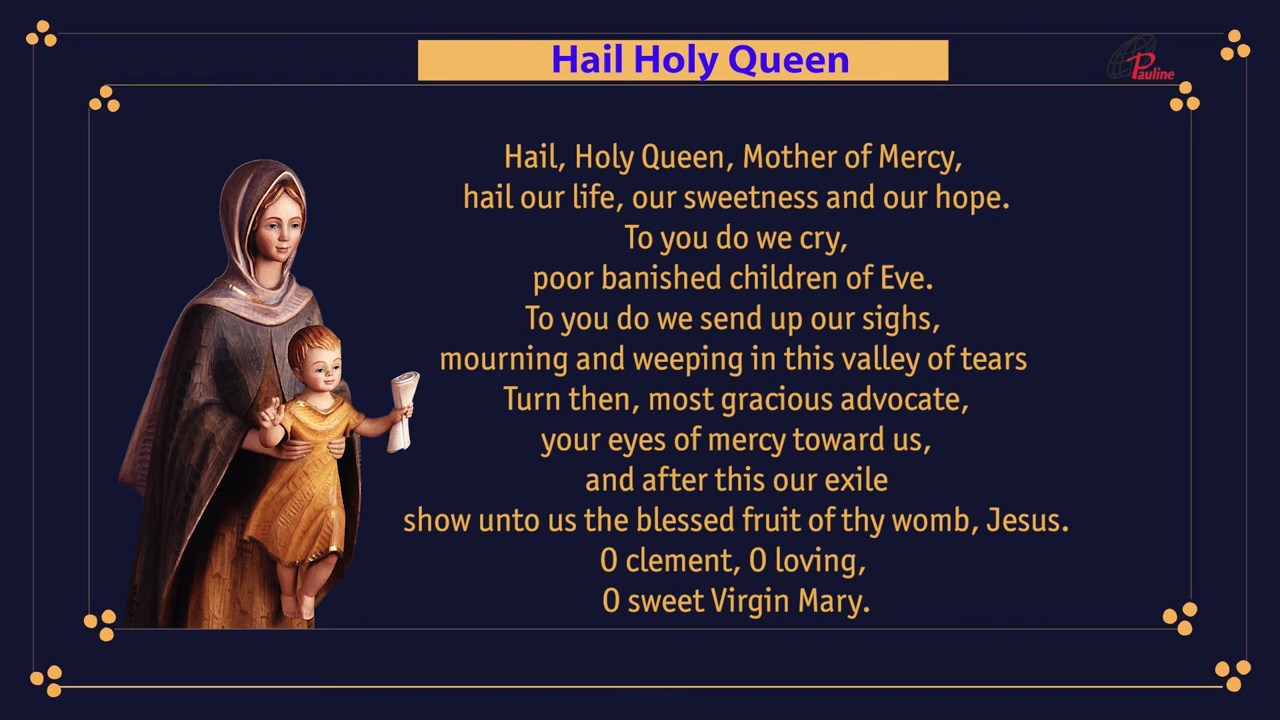 Hail Holy Queen
Pauline
Hail, Holy Queen, Mother of Mercy,
hail our life, our sweetness and our hope.
To you do we cry,
poor banished children of Eve.
To you do we send up our sighs,
mourning and weeping in this valley of tears
Turn then, most gracious advocate,
your eyes of mercy toward us,
and after this our exile
show unto us the blessed fruit of thy womb, Jesus.
O clement, O loving,
O sweet Virgin Mary.